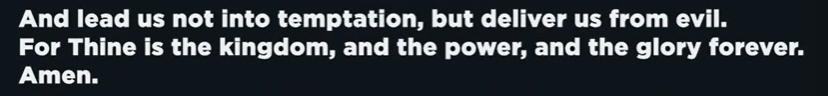 And lead us not into temptation, but deliver us from evil.
For Thine is the kingdom, and the power, and the glory forever.
Amen.